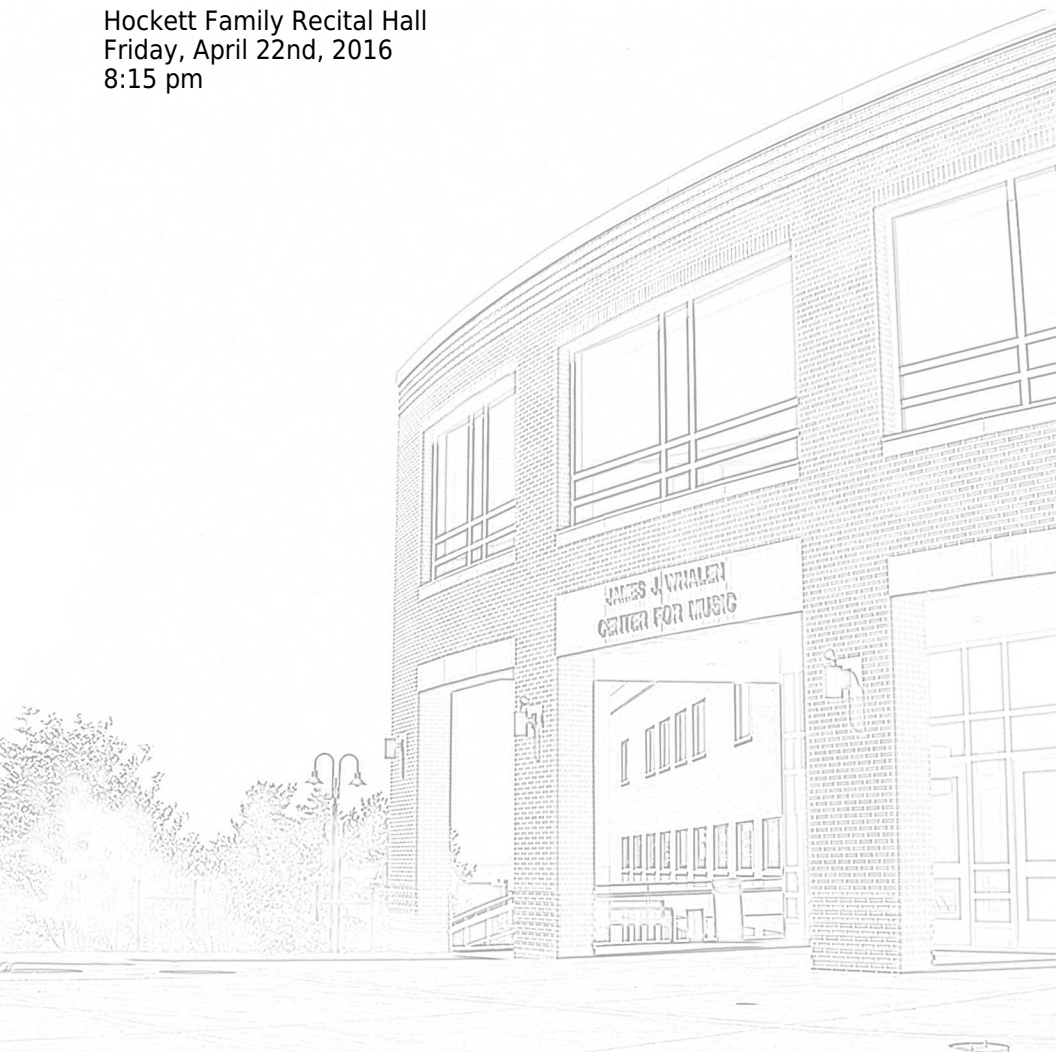 Hockett Family Recital Hall
Friday, April 22nd, 2016
8:15 pm
JAMES J. WHALEN
CENTER FOR MUSIC